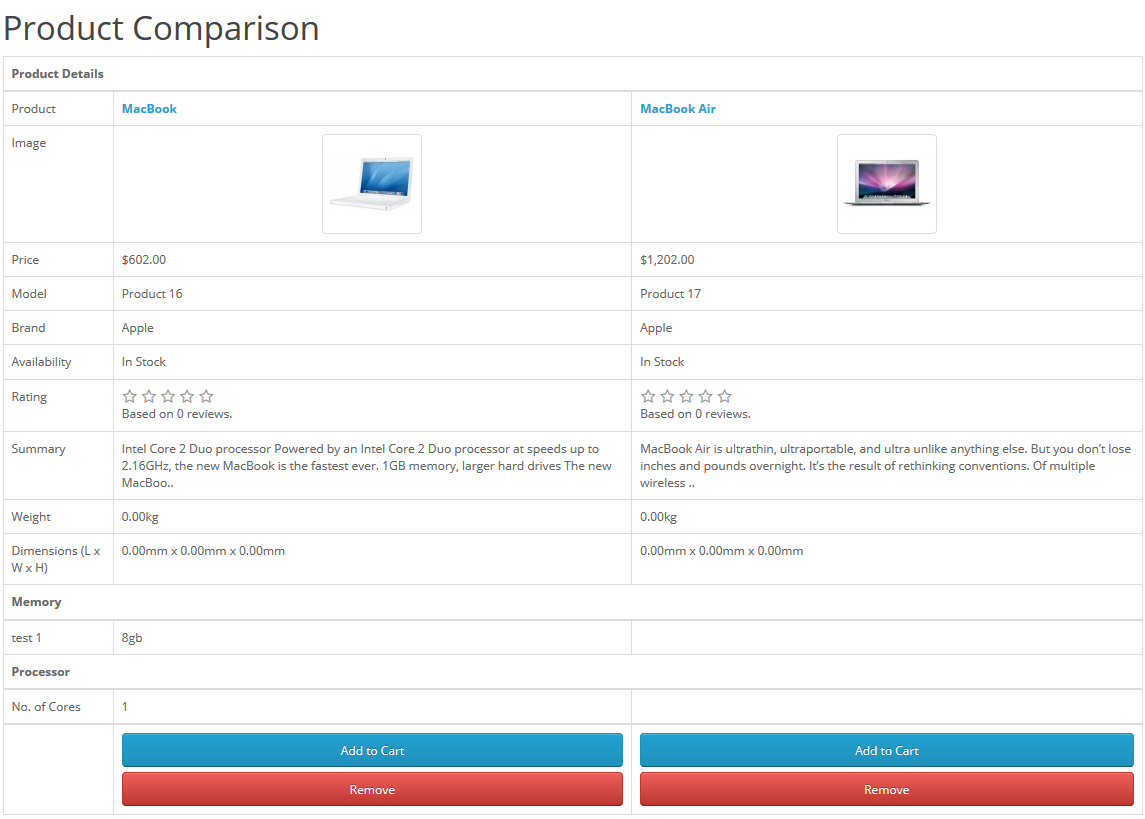 Product Comparison
Product Details
Product MacBook MacBook Air
Image
Price $602.00 $1,202.00
Model Product 16 Product 17
Brand Apple Apple
Availability In Stock In Stock
Rating
Based on 0 reviews. Based on 0 reviews.
Summary Intel Core 2 Duo processor Powered by an Intel Core 2 Duo processor at speeds up to
2.16GHz, the new MacBook is the fastest ever. 1GB memory, larger hard drives The new
MacBoo..
MacBook Air is ultrathin, ultraportable, and ultra unlike anything else. But you don’t lose
inches and pounds overnight. It’s the result of rethinking conventions. Of multiple
wireless ..
Weight 0.00kg 0.00kg
Dimensions (L x
W x H)
0.00mm x 0.00mm x 0.00mm 0.00mm x 0.00mm x 0.00mm
Memory
test 1 8gb
Processor
No. of Cores 1
Add to Cart Add to Cart
Remove Remove